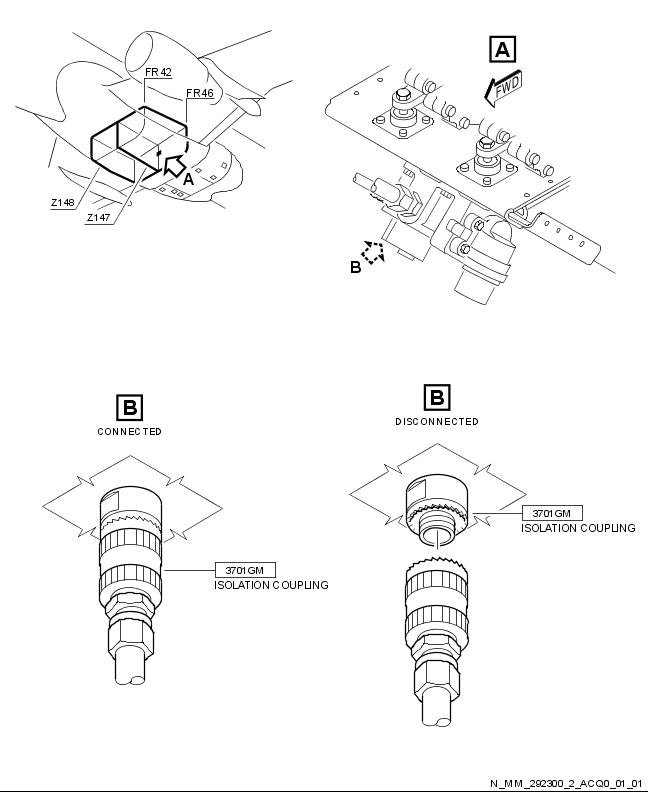 FR42
FR46
A
Z148
Z147
A
FWD
B
B
CONNECTED
3701GM
ISOLATION COUPLING
B
DISCONNECTED
3701GM
ISOLATION COUPLING
N_MM_292300_2_ACQ0_01_01